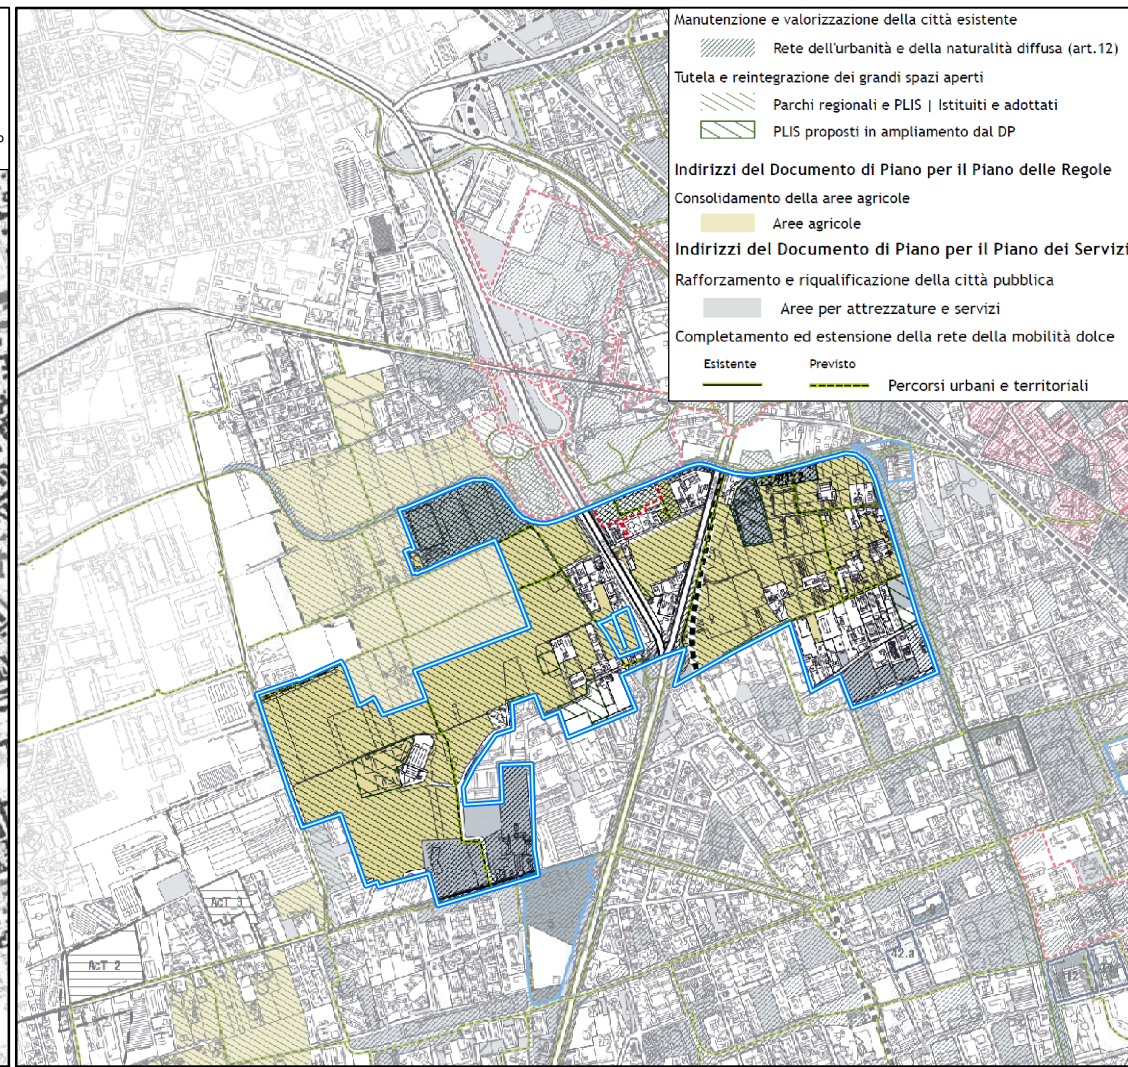 Manutenzione e valorizzazione della città esistente
Rete dell'urbanità e della naturalità diffusa (art.12)
Tutela e reintegrazione dei grandi spazi aperti
Parchi regionali e PLIS | Istituiti e adottati
PLIS proposti in ampliamento dal DP
Indirizzi del Documento di Piano per il Piano delle Regole
Consolidamento della aree agricole
Aree agricole
Indirizzi del Documento di Piano per il Piano dei Servizi
Rafforzamento e riqualificazione della città pubblica
Aree per attrezzature e servizi
Completamento ed estensione della rete della mobilità dolce
Esistente Previsto
Percorsi urbani e territoriali
AcT 3
AcT 2
12.a